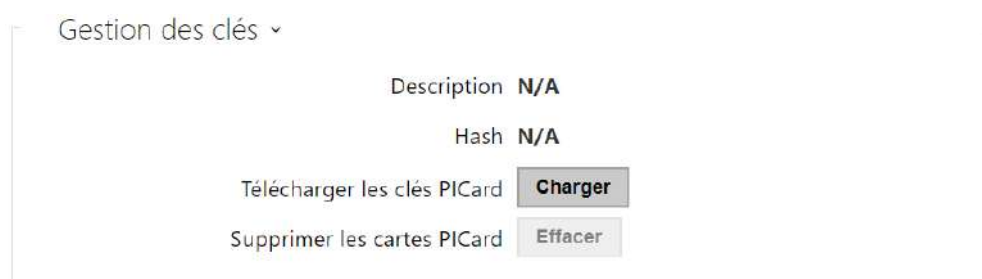 Gestion des clés
Description N/A
Hash N/A
Télécharger les clés PICard Charger
Supprimer les cartes PICard Effacer